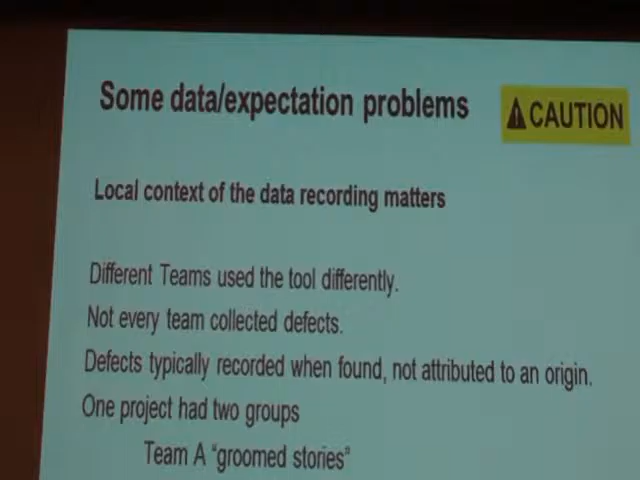 Some data/expectation problems
CAUTION
Local context of the data recording matters
Different Teams used the tool differently.
Not every team collected defects.
Defects typically recorded when found, not attributed to an origin.
One project had two groups
Team A "groomed stories"